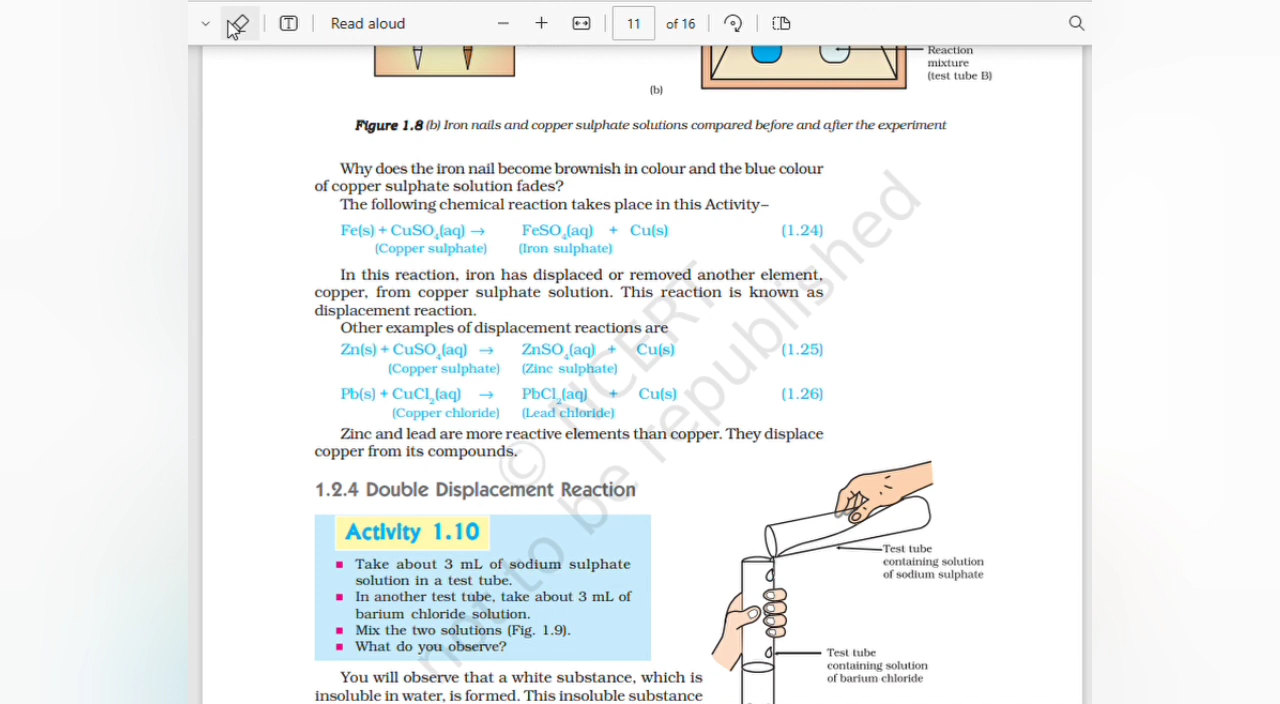 Read aloud
11
of 16
Reaction
mixture
(test tube B)
(b)
Figure 1.8 (b) Iron nails and copper sulphate solutions compared before and after the experiment
Why does the iron nail become brownish in colour and the blue colour
of copper sulphate solution fades?
The following chemical reaction takes place in this Activity–
Fe(s) + CuSO₄(aq) → FeSO₄(aq) + Cu(s) (1.24)
(Copper sulphate) (Iron sulphate)
In this reaction, iron has displaced or removed another element,
copper, from copper sulphate solution. This reaction is known as
displacement reaction.
Other examples of displacement reactions are
Zn(s) + CuSO₄(aq) → ZnSO₄(aq) + Cu(s) (1.25)
(Copper sulphate) (Zinc sulphate)
Pb(s) + CuCl₂(aq) → PbCl₂(aq) + Cu(s) (1.26)
(Copper chloride) (Lead chloride)
Zinc and lead are more reactive elements than copper. They displace
copper from its compounds.
1.2.4 Double Displacement Reaction
Activity 1.10
Take about 3 mL of sodium sulphate
solution in a test tube.
In another test tube, take about 3 mL of
barium chloride solution.
Mix the two solutions (Fig. 1.9).
What do you observe?
You will observe that a white substance, which is
insoluble in water, is formed. This insoluble substance
Test tube
containing solution
of sodium sulphate
Test tube
containing solution
of barium chloride
© NCERT
not to be republished